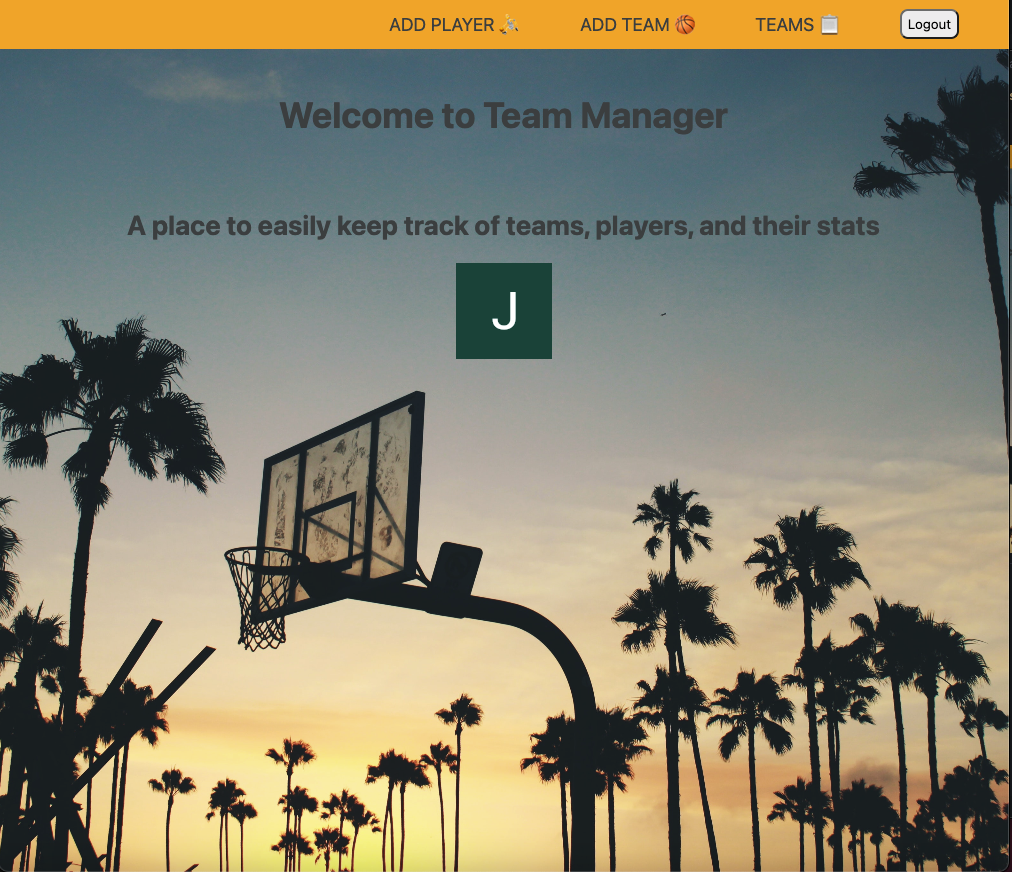 ADD PLAYER ⛹️ ADD TEAM 🏀 TEAMS 📋 Logout
Welcome to Team Manager
A place to easily keep track of teams, players, and their stats
J